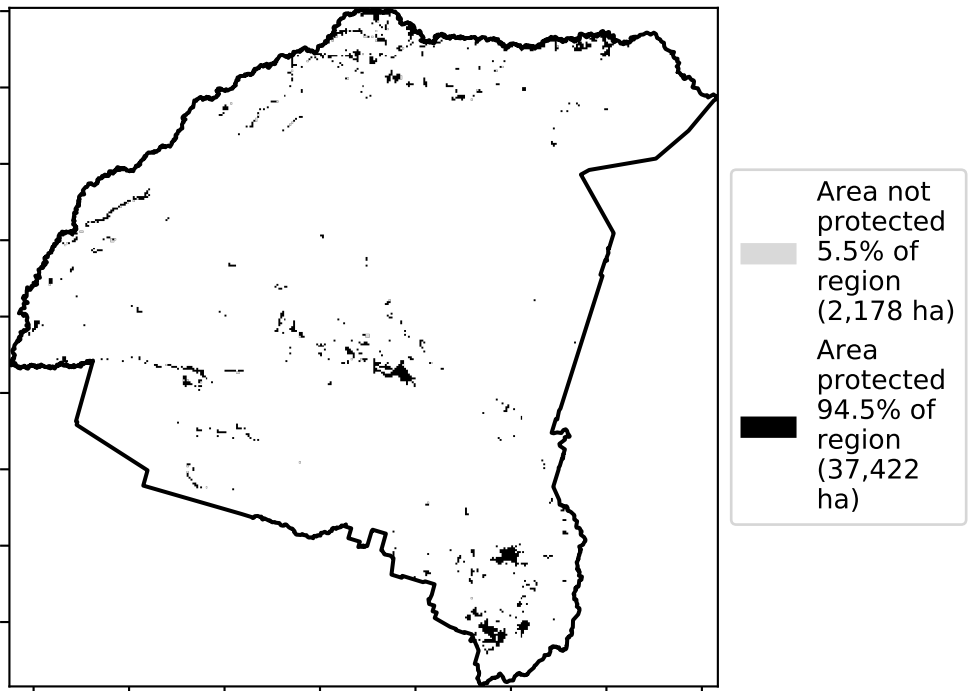 Area not
protected
5.5% of
region
(2,178 ha)
Area
protected
94.5% of
region
(37,422
ha)